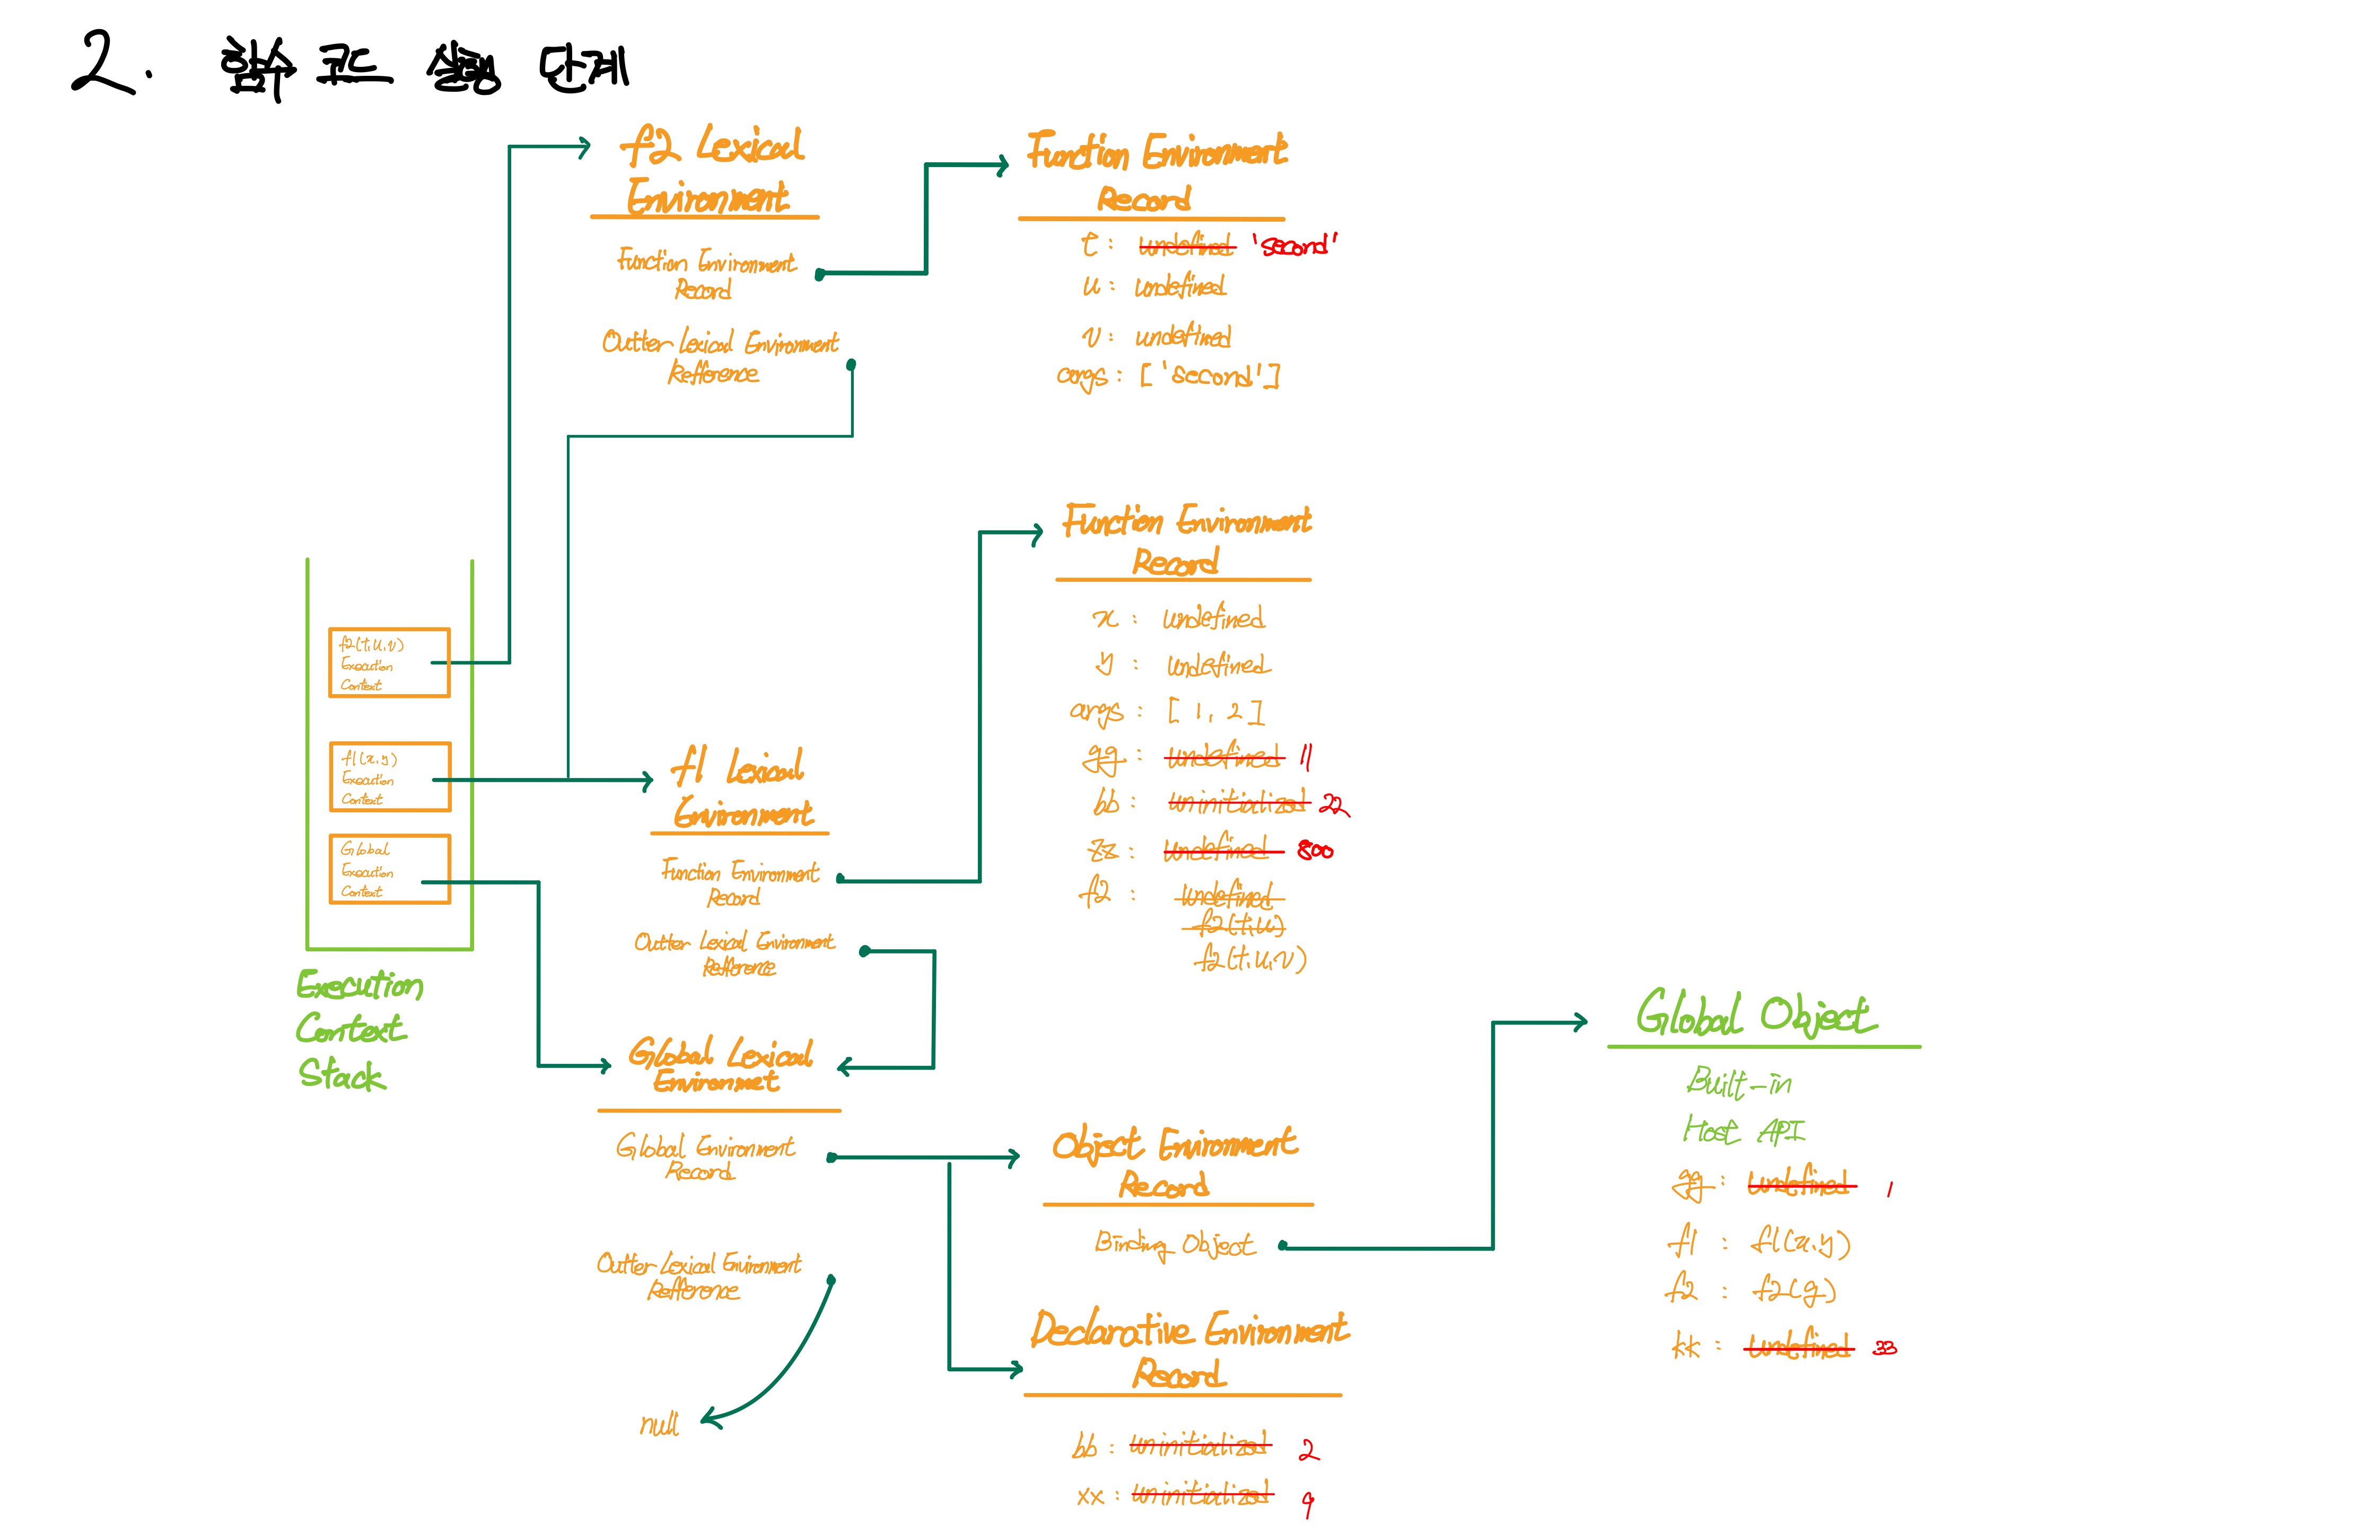 2. 함수 코드 실행 단계
f2 Lexical
Environment
Function Environment
Record
Outter Lexical Environment
Refference
Function Environment
Record
t : undefined 'second'
u : undefined
v : undefined
args : ['second']
f2(t,u,v)
Execution
Context
f1(x,y)
Execution
Context
Global
Execution
Context
Execution
Context
Stack
f1 Lexical
Environment
Function Environment
Record
Outter Lexical Environment
Refference
Function Environment
Record
x : undefined
y : undefined
args : [1, 2]
gg : undefined 11
bb : uninitialized 22
zz : undefined 800
f2 : undefined
f2(t,u)
f2(t,u,v)
Global Lexical
Environmet
Global Environment
Record
Outter Lexical Environment
Refference
null
Object Environment
Record
Binding Object
Declarative Environment
Record
bb : uninitialized 2
xx : uninitialized 4
Global Object
Built-in
Host API
gg : undefined 1
f1 : f1(x,y)
f2 : f2(g)
kk : undefined 33